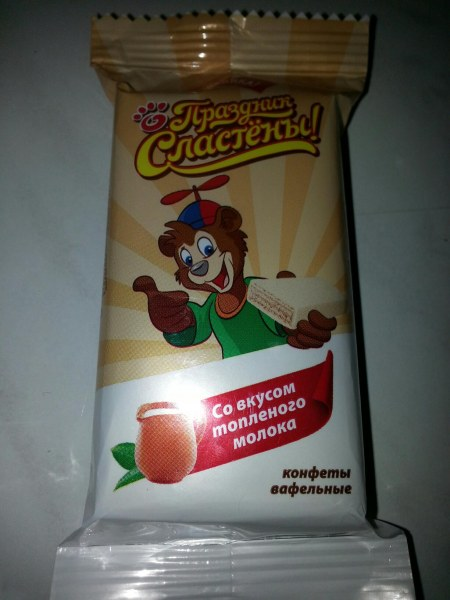 Праздник
Сластёны!
Со вкусом
топленого
молока
конфеты
вафельные